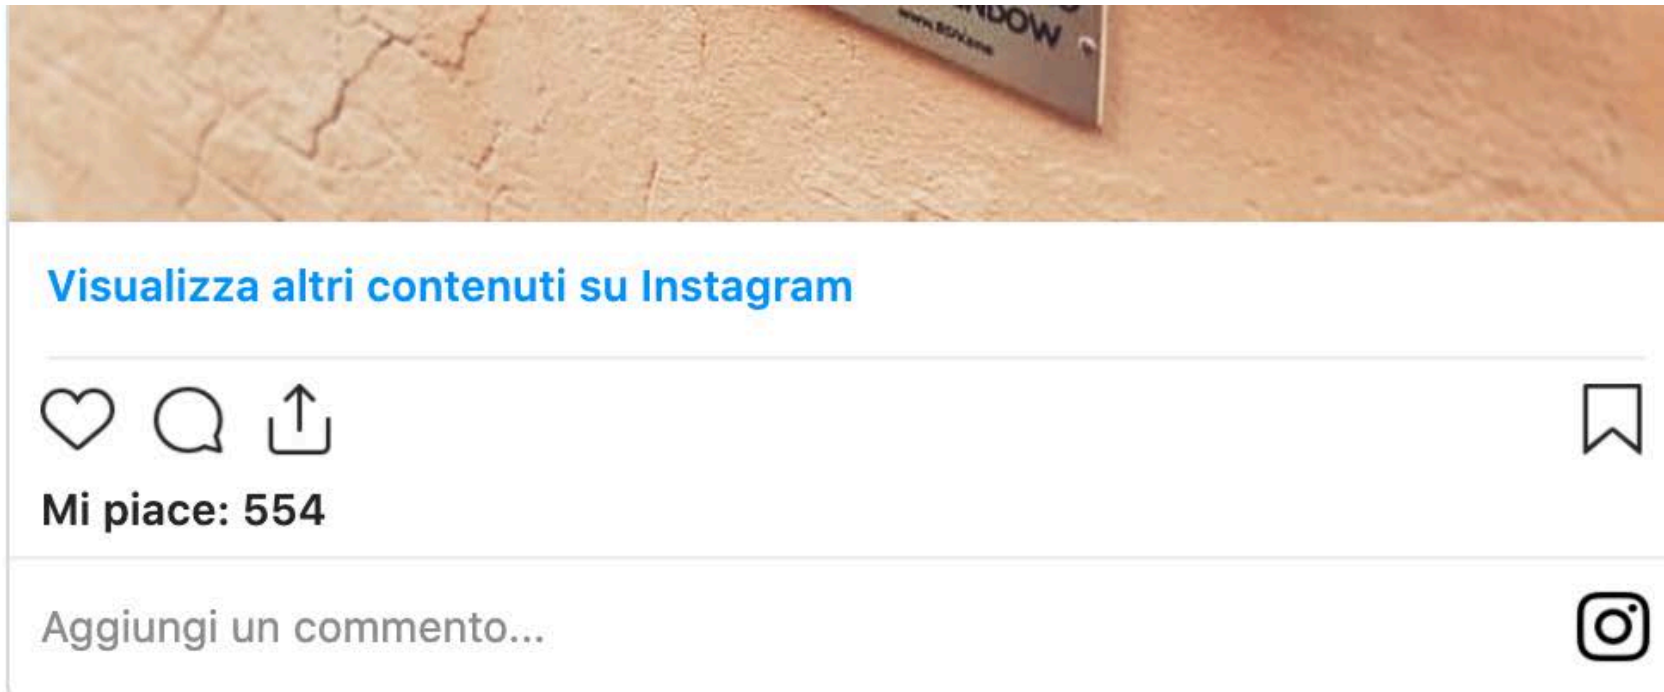 Visualizza altri contenuti su Instagram
Mi piace: 554
Aggiungi un commento...